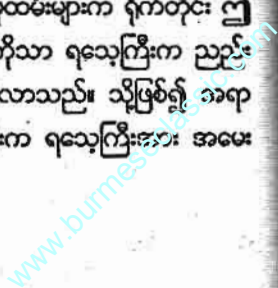 ထမ်းများက ရိုက်တိုင်း ဤ
ကိုသာ ရသေ့ကြီးက ညည်း
လာသည်။ သို့ဖြစ်၍ အရာ
းက ရသေ့ကြီးအား အမေး
www.burmeseclassic.com